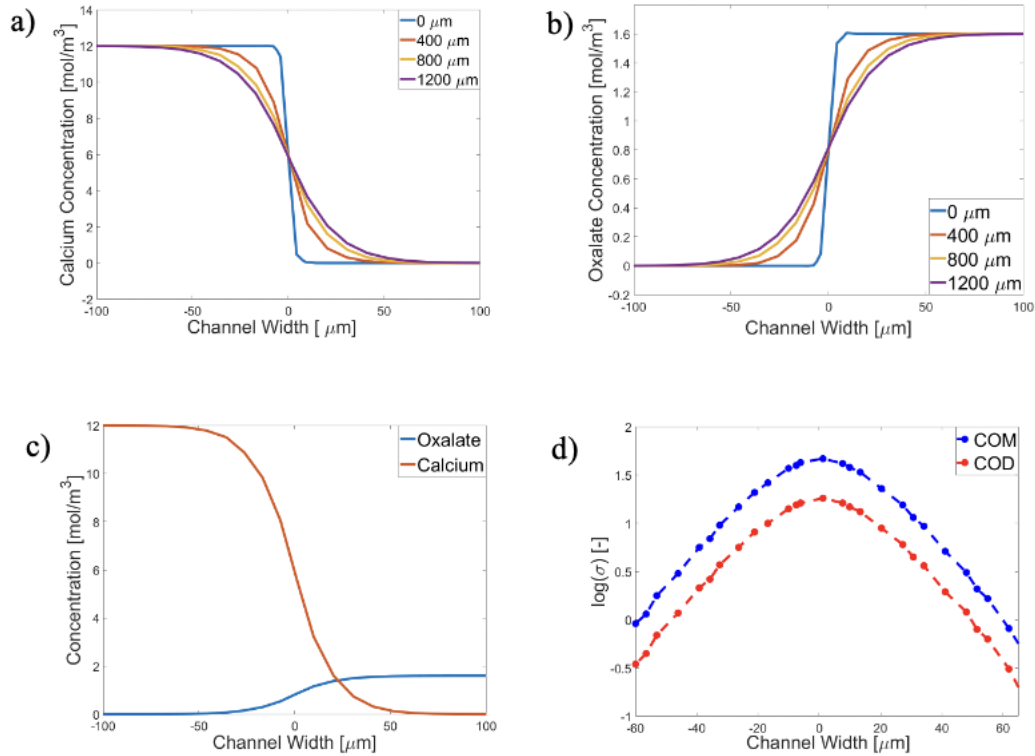 a)
Calcium Concentration [mol/m³]
14
12
10
8
6
4
2
0
-2
-100
-50
0
50
100
Channel Width [ μm]
0 μm
400 μm
800 μm
1200 μm
b)
Oxalate Concentration [mol/m³]
1.6
1.4
1.2
1
0.8
0.6
0.4
0.2
0
-0.2
-100
-50
0
50
100
Channel Width [μm]
0 μm
400 μm
800 μm
1200 μm
c)
Concentration [mol/m³]
12
10
8
6
4
2
0
-100
-50
0
50
100
Channel Width [μm]
Oxalate
Calcium
d)
log(σ) [-]
2
1.5
1
0.5
0
-0.5
-1
-60
-40
-20
0
20
40
60
Channel Width [μm]
COM
COD